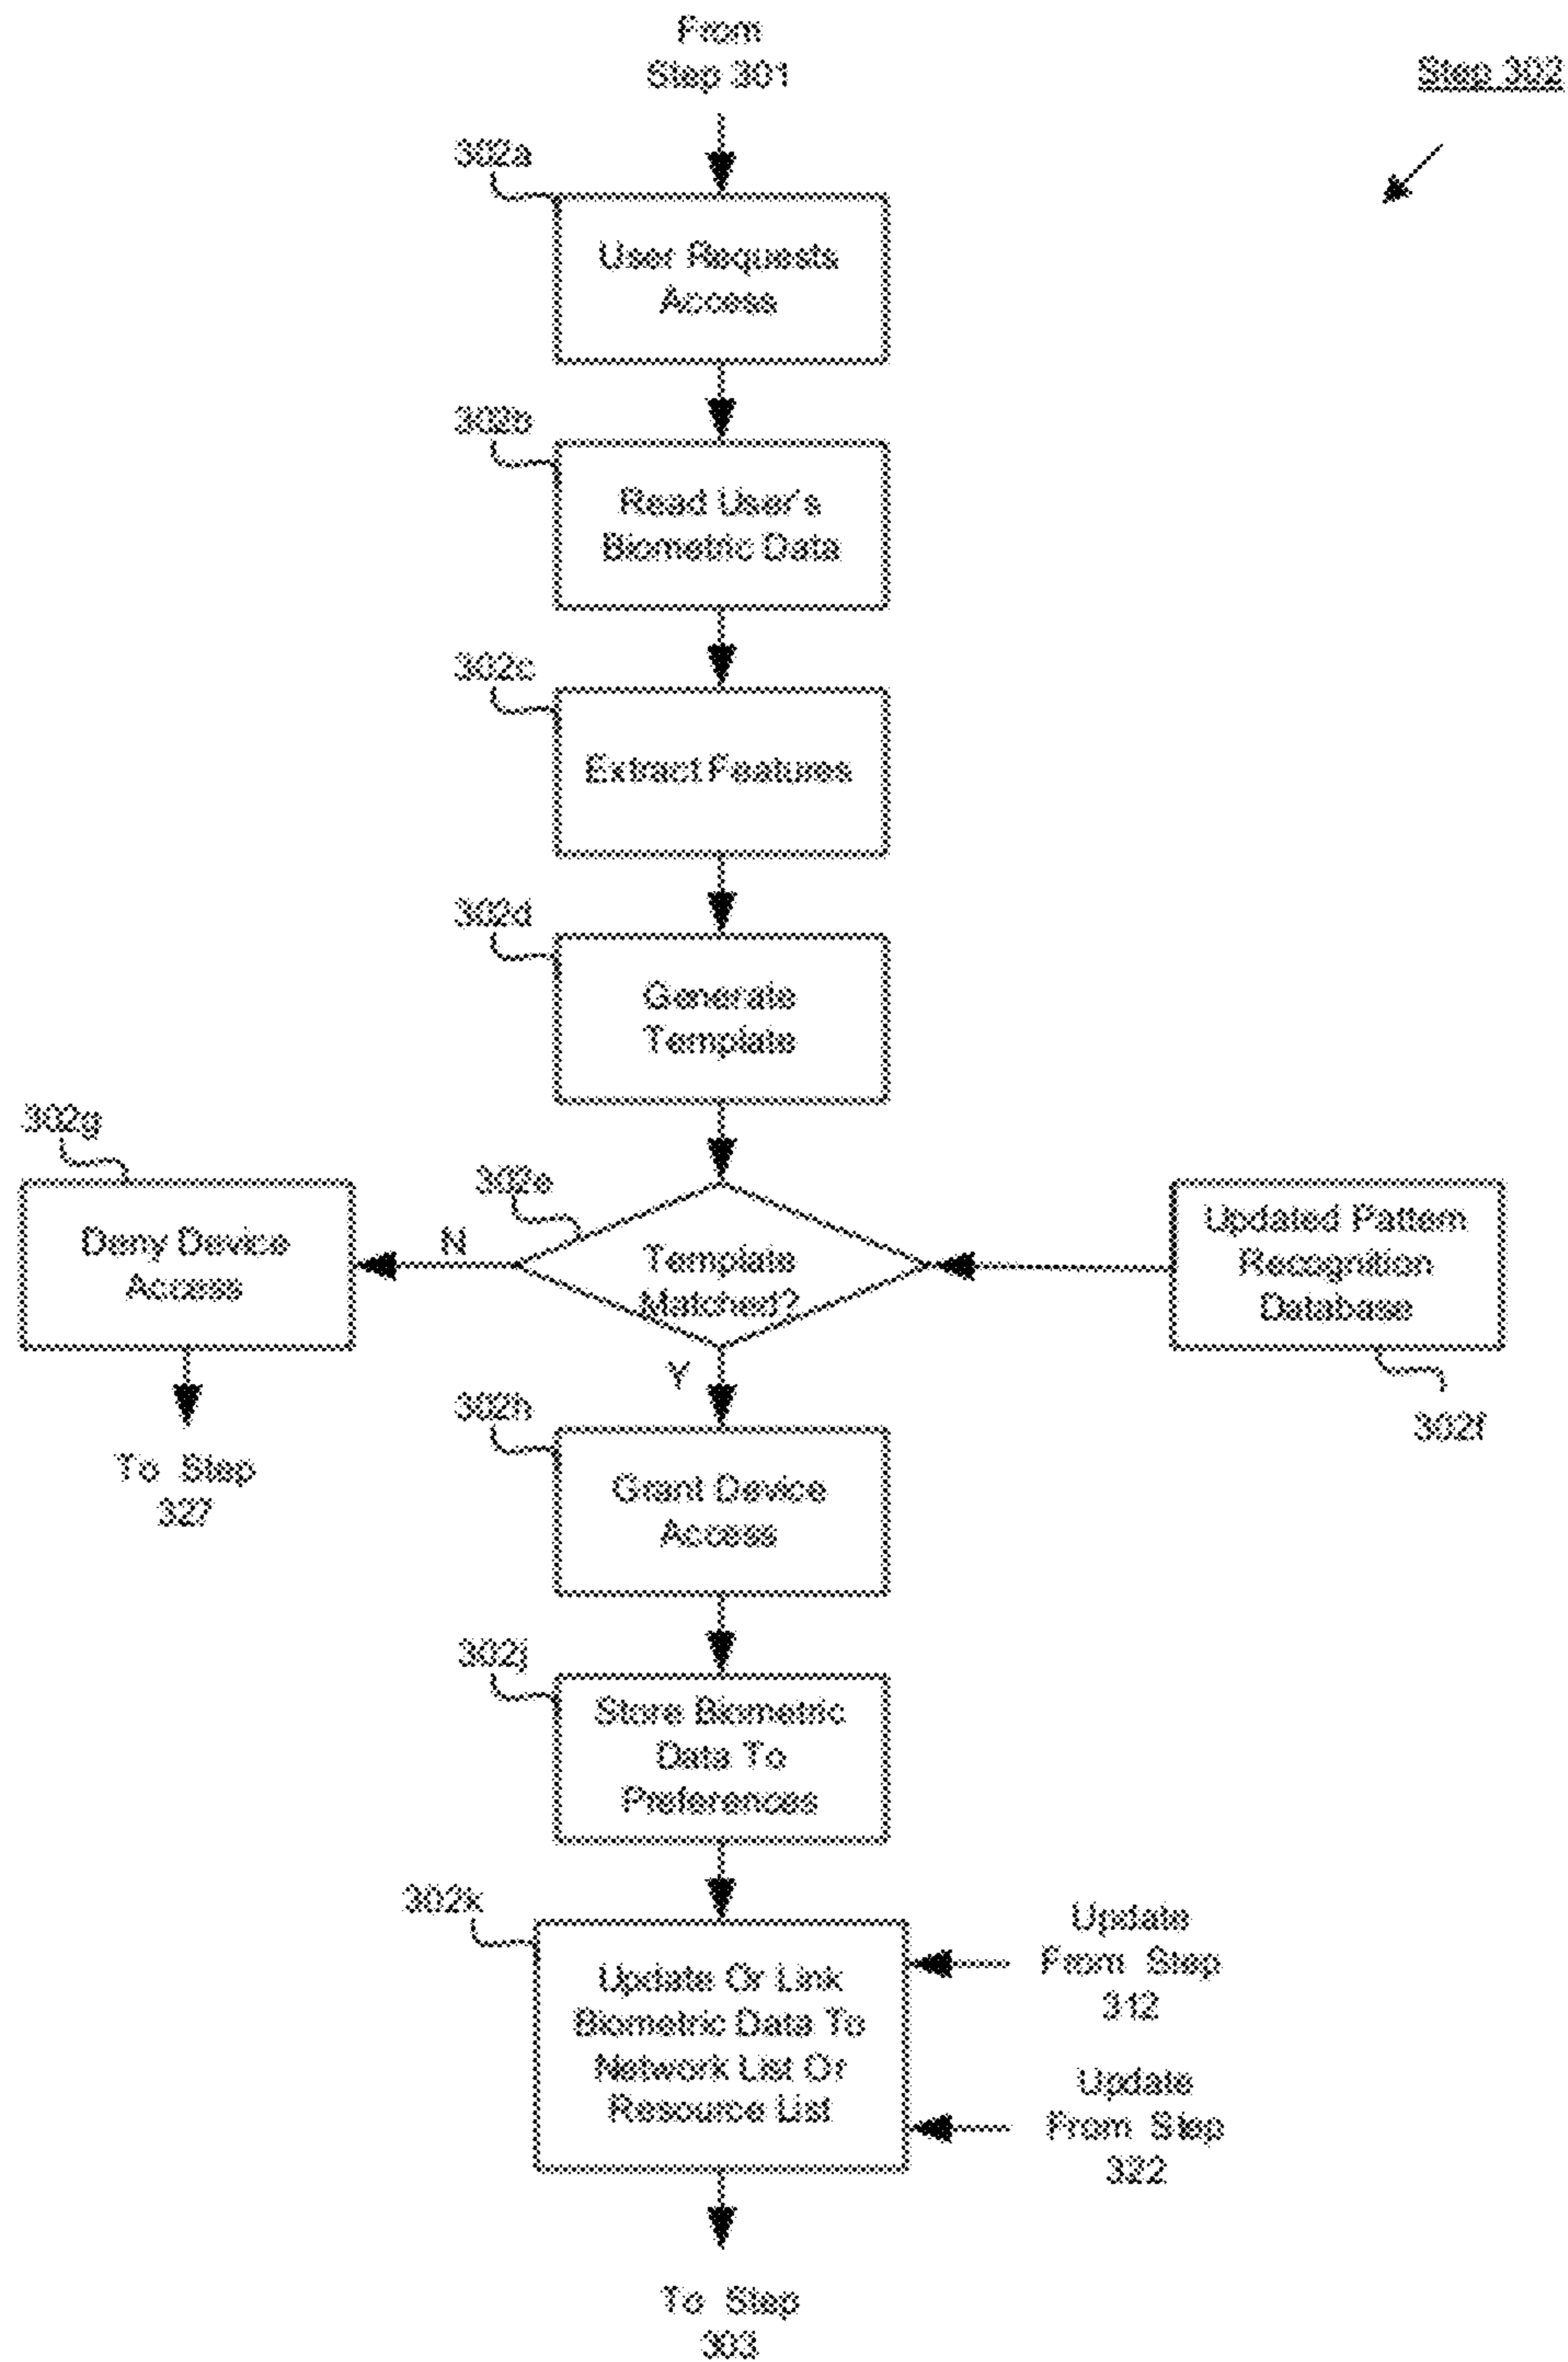 From
Step 301
Step 302
302a
User Requests
Access
302b
Read User's
Biometric Data
302c
Extract Features
302d
Generate
Template
302g
Deny Device
Access
To Step
327
N
302e
Template
Matched?
Updated Pattern
Recognition
Database
302f
Y
302h
Grant Device
Access
302j
Store Biometric
Data To
Preferences
302k
Update Or Link
Biometric Data To
Network List Or
Resource List
Update
From Step
312
Update
From Step
322
To Step
303